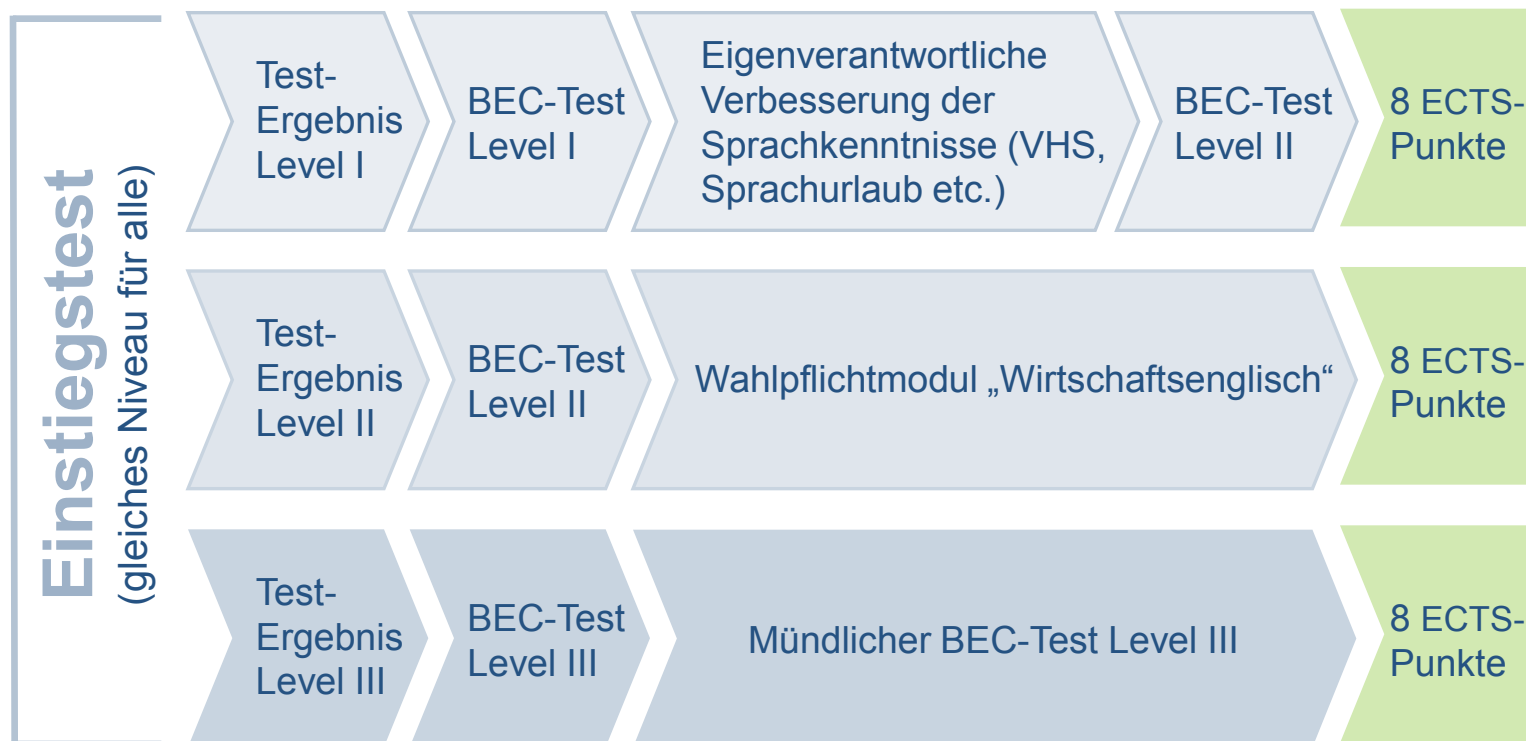 Einstiegstest
(gleiches Niveau für alle)
Test-
Ergebnis
Level I
BEC-Test
Level I
Eigenverantwortliche
Verbesserung der
Sprachkenntnisse (VHS,
Sprachurlaub etc.)
BEC-Test
Level II
8 ECTS-
Punkte
Test-
Ergebnis
Level II
BEC-Test
Level II
Wahlpflichtmodul „Wirtschaftsenglisch“
8 ECTS-
Punkte
Test-
Ergebnis
Level III
BEC-Test
Level III
Mündlicher BEC-Test Level III
8 ECTS-
Punkte